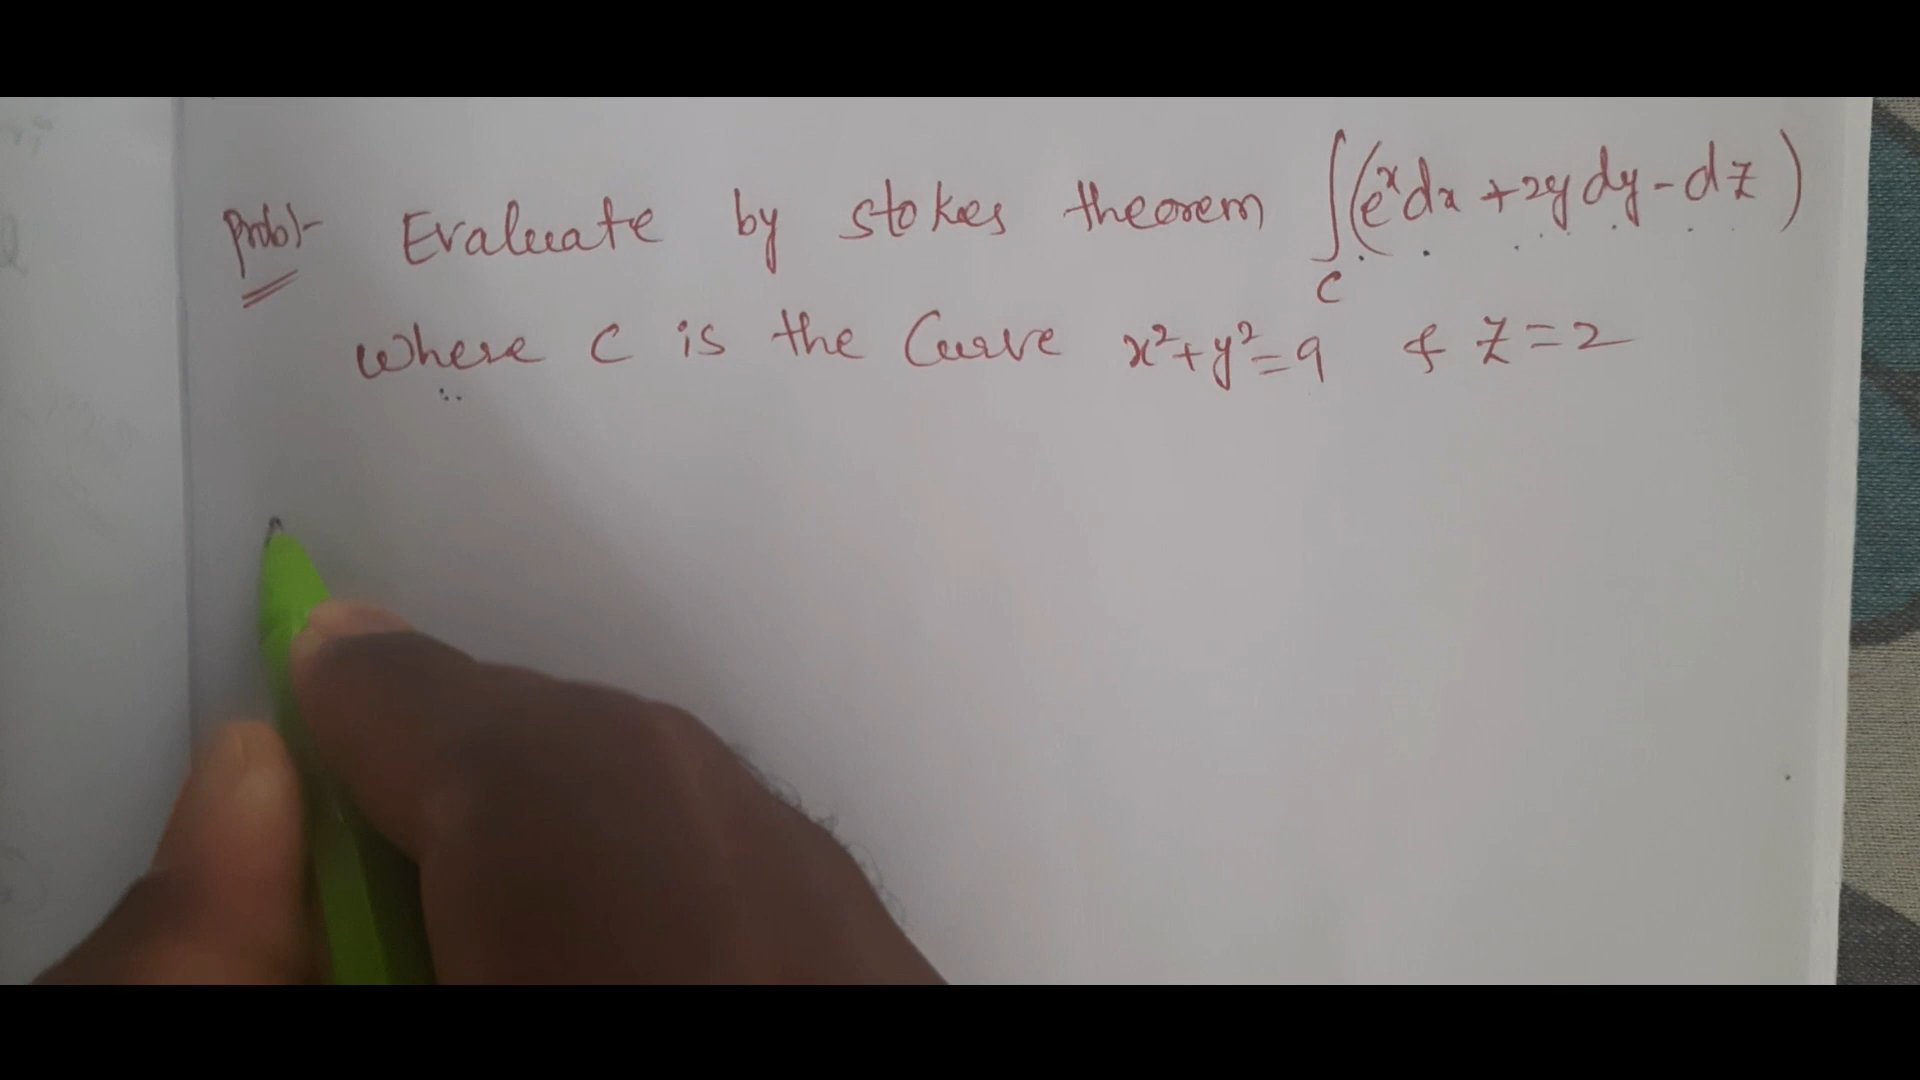 Prob:- Evaluate by stokes theorem ∫_C (e^x dx + 2y dy - dz)
where C is the Curve x²+y²=9 & z=2